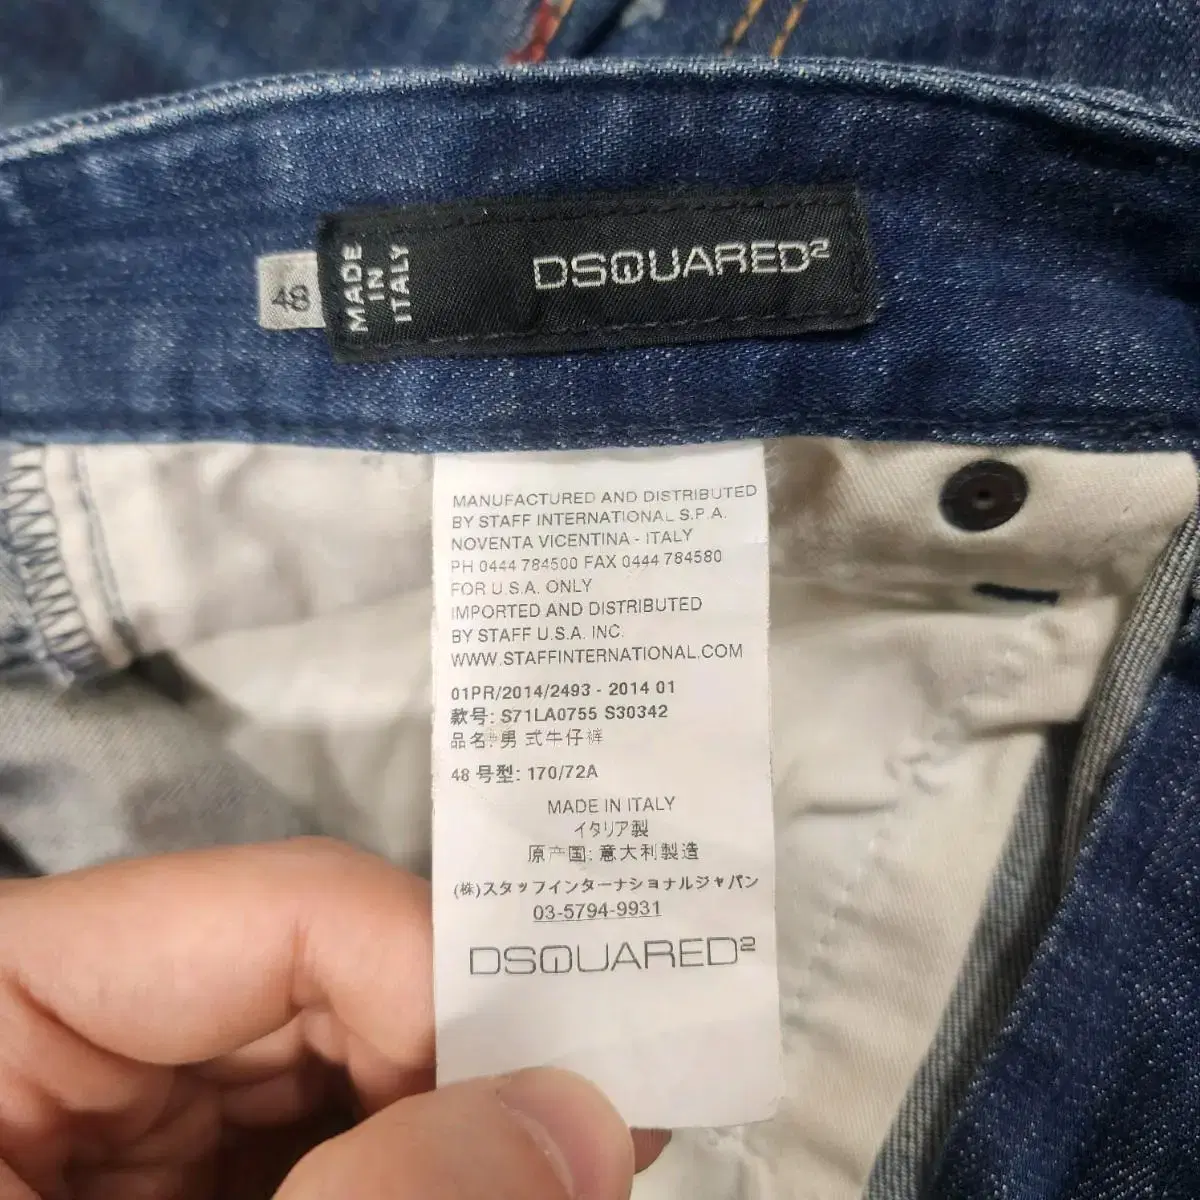 48
MADE
IN
ITALY
DSQUARED2
MANUFACTURED AND DISTRIBUTED
BY STAFF INTERNATIONAL S.P.A.
NOVENTA VICENTINA - ITALY
PH 0444 784500 FAX 0444 784580
FOR U.S.A. ONLY
IMPORTED AND DISTRIBUTED
BY STAFF U.S.A. INC.
WWW.STAFFINTERNATIONAL.COM
01PR/2014/2493 - 2014 01
款号: S71LA0755 S30342
品名: 男 式牛仔裤
48 号型: 170/72A
MADE IN ITALY
イタリア製
原产国: 意大利製造
(株)スタッフインターナショナルジャパン
03-5794-9931
DSQUARED2